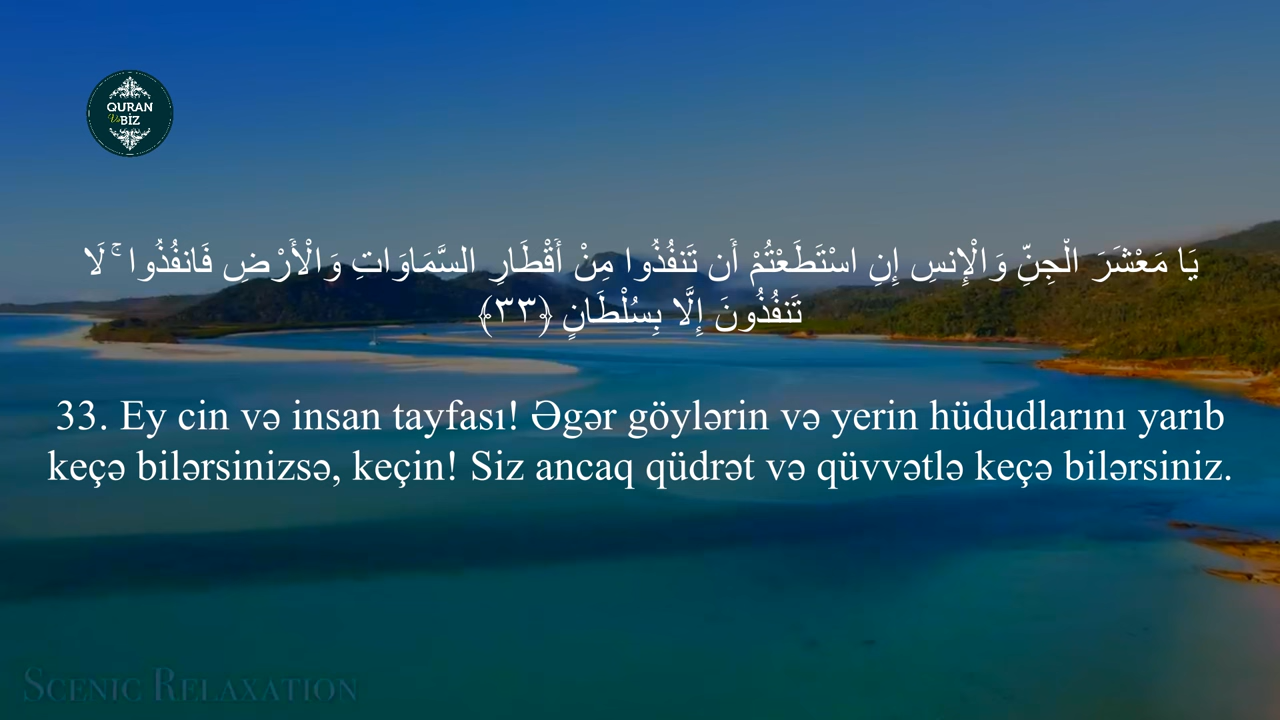 QURAN
Və
BİZ
يَا مَعْشَرَ الْجِنِّ وَالْإِنسِ إِنِ اسْتَطَعْتُمْ أَن تَنفُذُوا مِنْ أَقْطَارِ السَّمَاوَاتِ وَالْأَرْضِ فَانفُذُوا ۚ لَا
تَنفُذُونَ إِلَّا بِسُلْطَانٍ ﴿٣٣﴾
33. Ey cin və insan tayfası! Əgər göylərin və yerin hüdudlarını yarıb
keçə bilərsinizsə, keçin! Siz ancaq qüdrət və qüvvətlə keçə bilərsiniz.
SCENIC RELAXATION